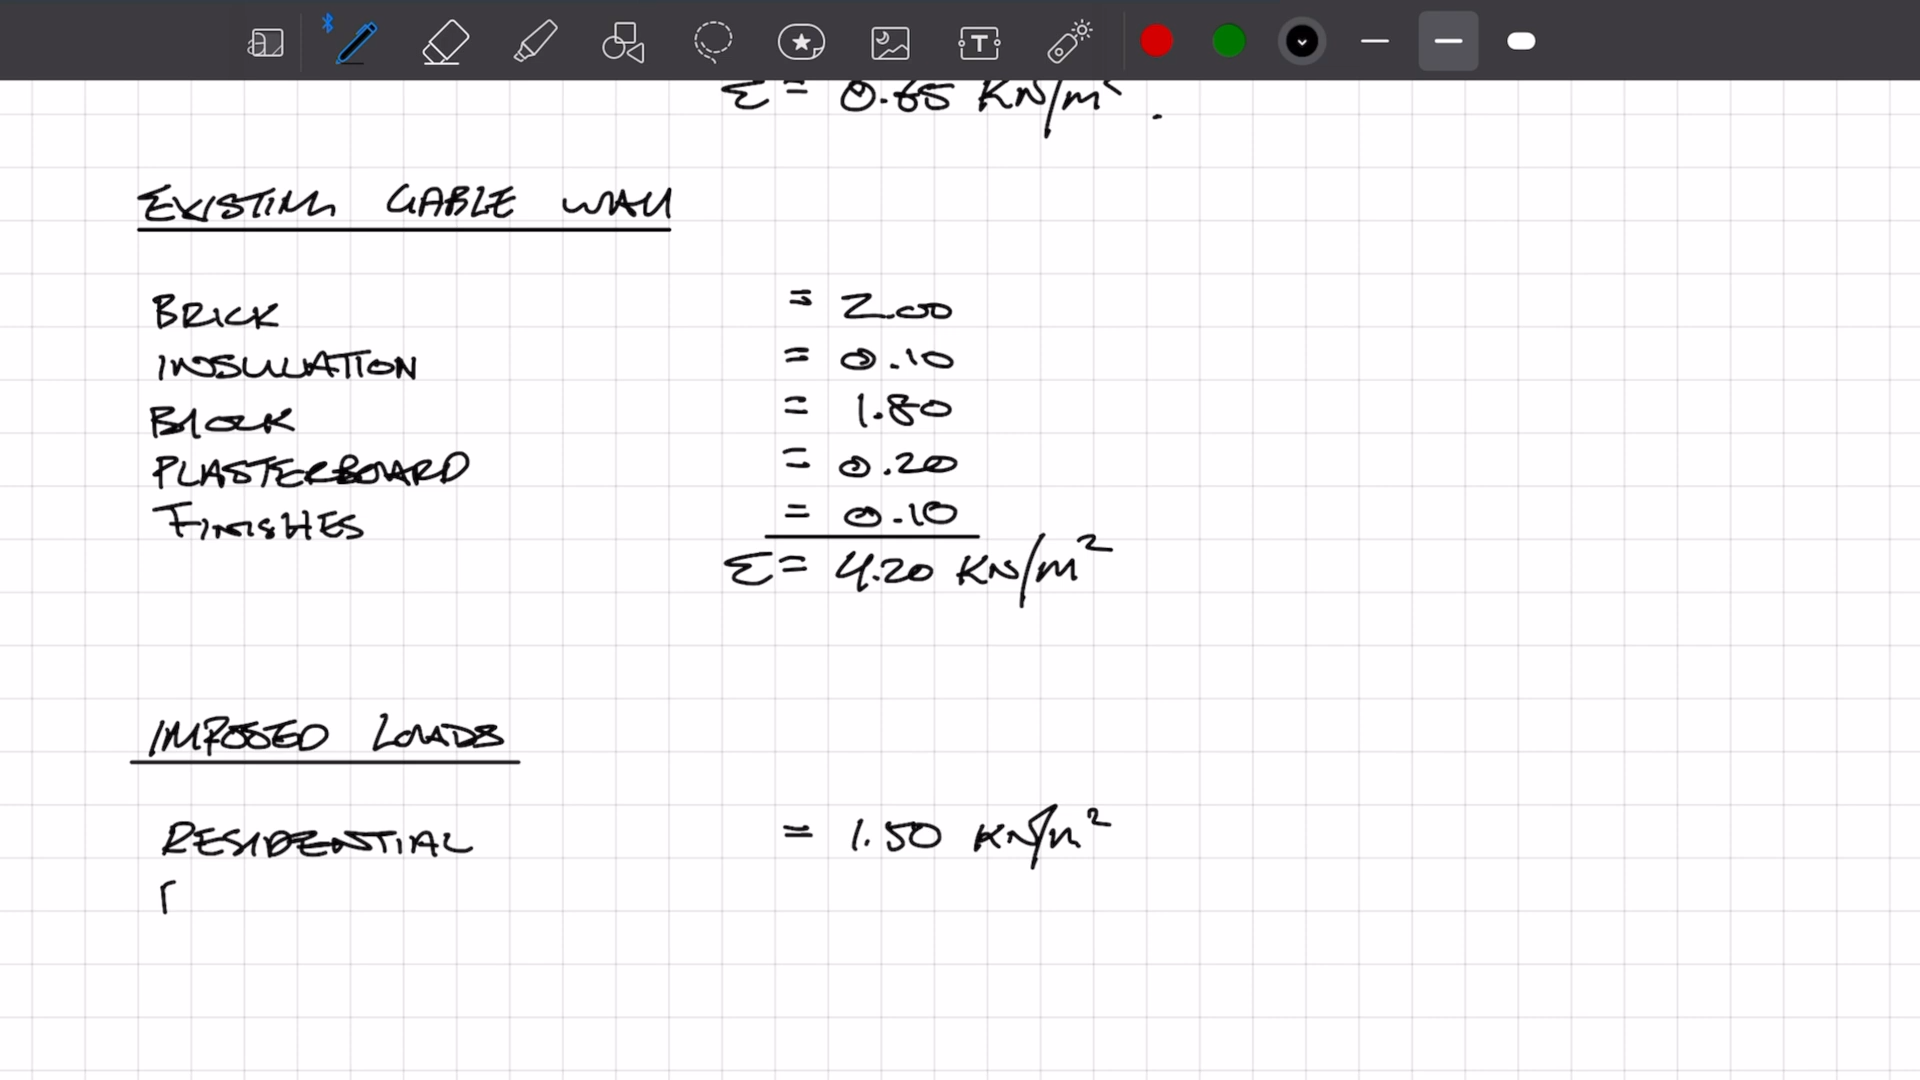 Σ = 0.65 KN/m²
EXISTING GABLE WALL
BRICK = 2.00
INSULATION = 0.10
BLOCK = 1.80
PLASTERBOARD = 0.20
FINISHES = 0.10
Σ = 4.20 KN/m²
IMPOSED LOADS
RESIDENTIAL = 1.50 KN/m²